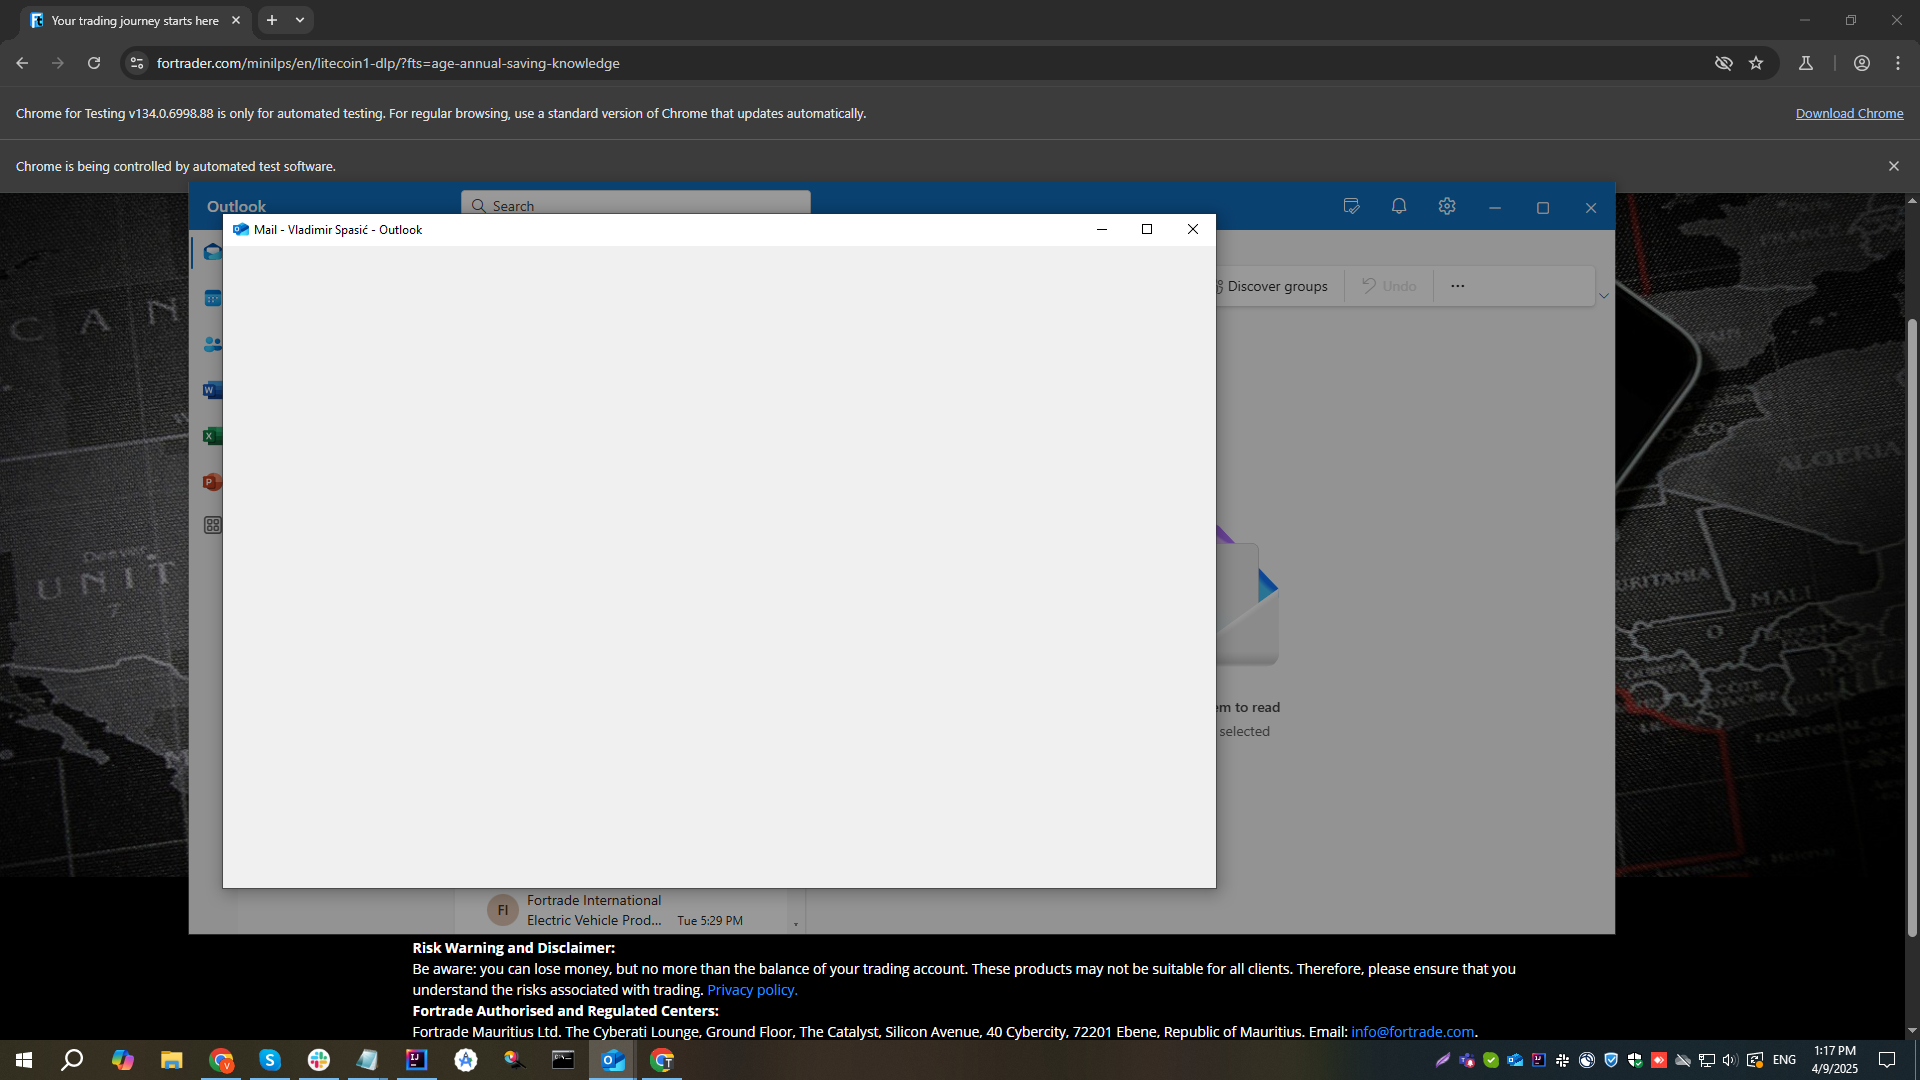 Your trading journey starts here
fortrader.com/minilps/en/litecoin1-dlp/?fts=age-annual-saving-knowledge
Chrome for Testing v134.0.6998.88 is only for automated testing. For regular browsing, use a standard version of Chrome that updates automatically.
Download Chrome
Chrome is being controlled by automated test software.
Outlook
Search
Mail - Vladimir Spasić - Outlook
Discover groups
Undo
C A N
ALGERIA
Denver
UNIT
MALI
em to read
selected
FI
Fortrade International
Electric Vehicle Prod...
Tue 5:29 PM
Risk Warning and Disclaimer:
Be aware: you can lose money, but no more than the balance of your trading account. These products may not be suitable for all clients. Therefore, please ensure that you
understand the risks associated with trading. Privacy policy.
Fortrade Authorised and Regulated Centers:
Fortrade Mauritius Ltd. The Cyberati Lounge, Ground Floor, The Catalyst, Silicon Avenue, 40 Cybercity, 72201 Ebene, Republic of Mauritius. Email: info@fortrade.com.
ENG
1:17 PM
4/9/2025